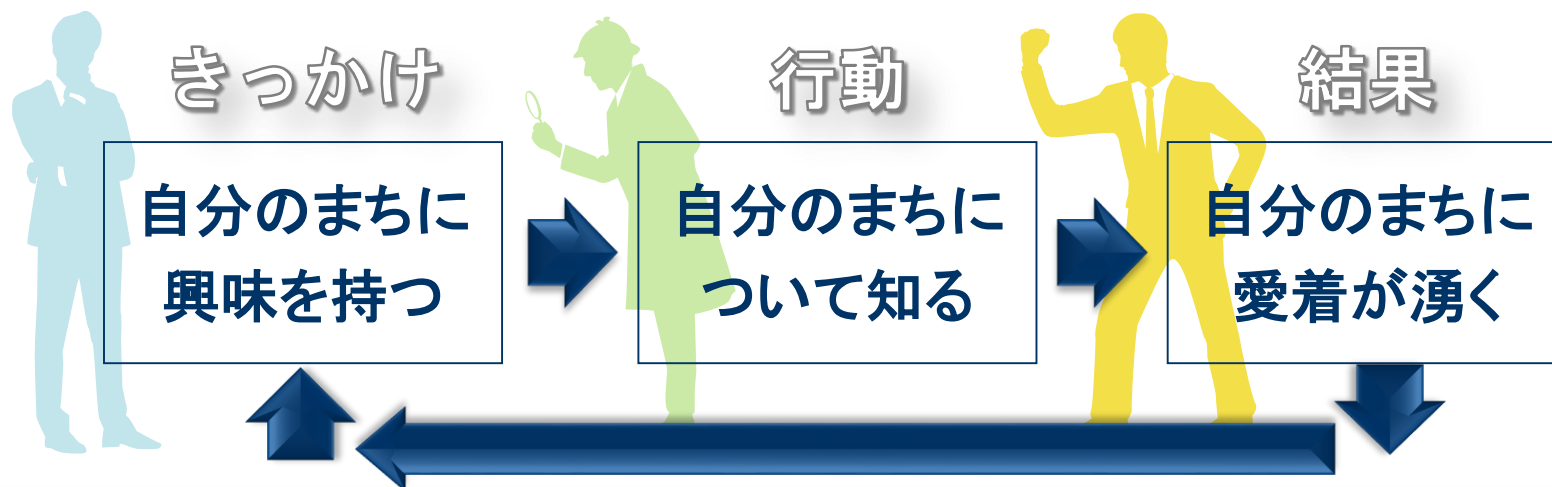 きっかけ
行動
結果
自分のまちに
興味を持つ
自分のまちに
ついて知る
自分のまちに
愛着が湧く